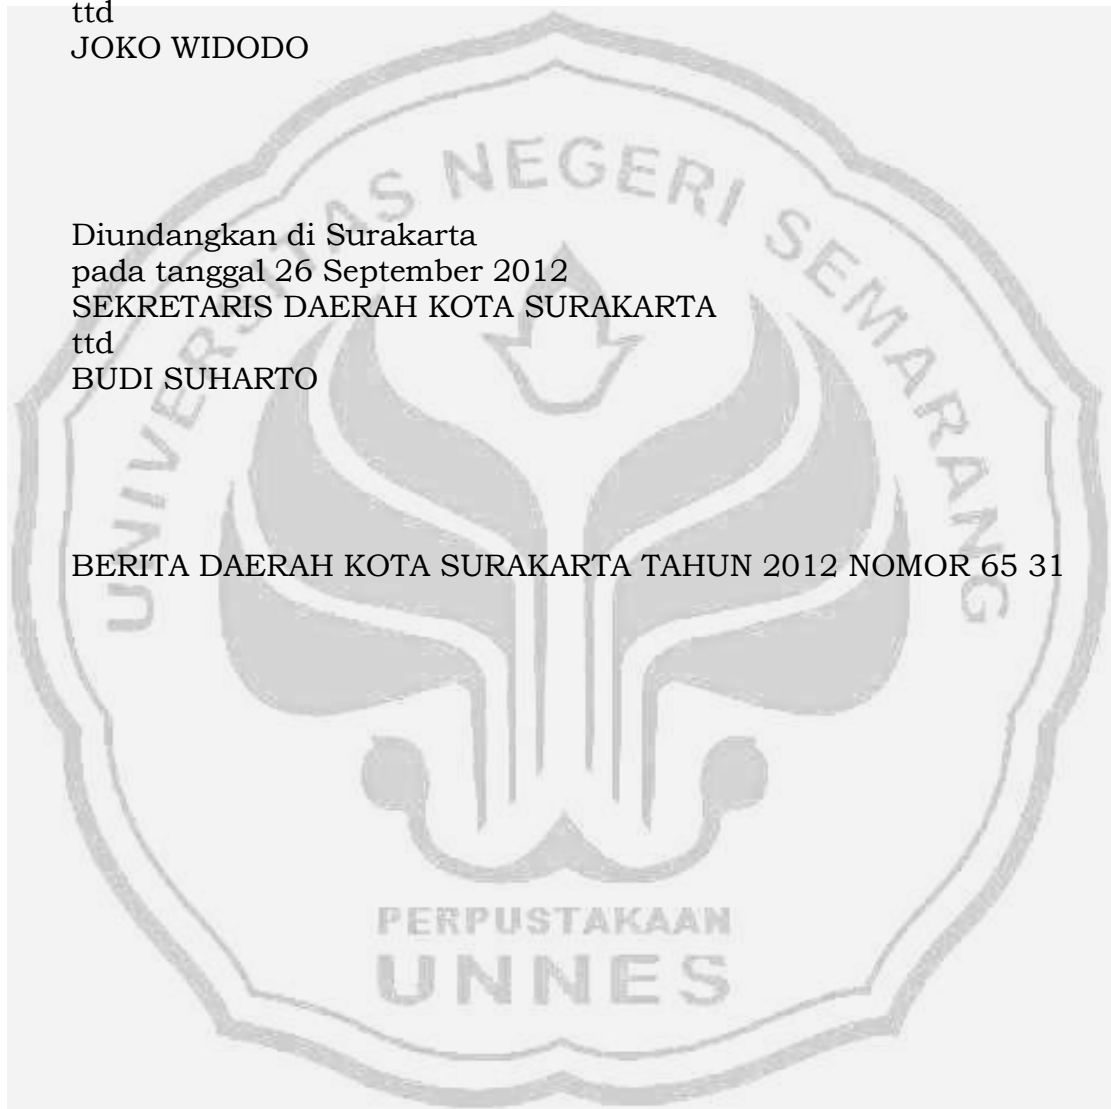 ttd
JOKO WIDODO
Diundangkan di Surakarta
pada tanggal 26 September 2012
SEKRETARIS DAERAH KOTA SURAKARTA
ttd
BUDI SUHARTO
BERITA DAERAH KOTA SURAKARTA TAHUN 2012 NOMOR 65 31
UNIVERSITAS NEGERI SEMARANG
PERPUSTAKAAN
UNNES